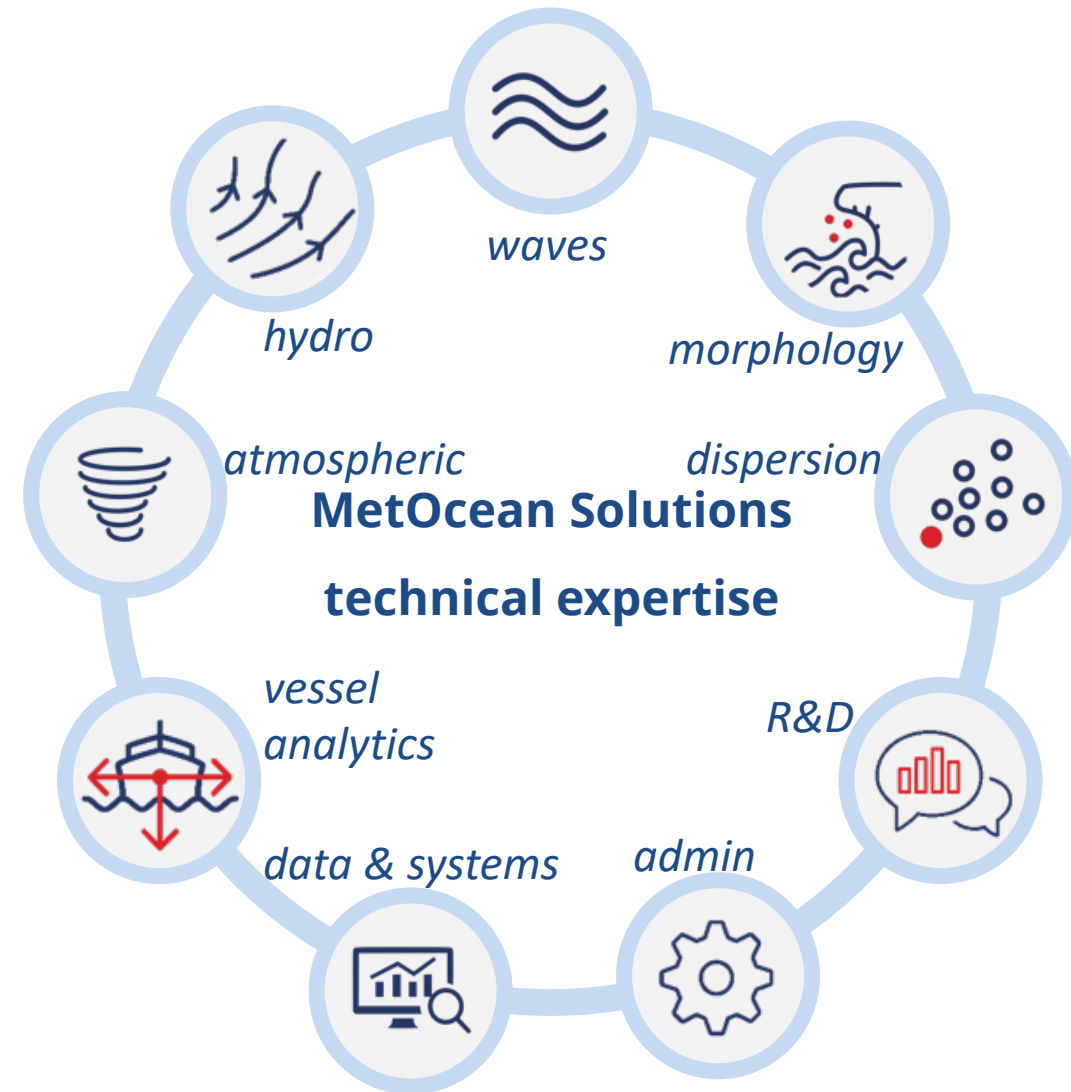 waves
hydro
morphology
atmospheric
dispersion
MetOcean Solutions
technical expertise
vessel
analytics
R&D
data & systems
admin